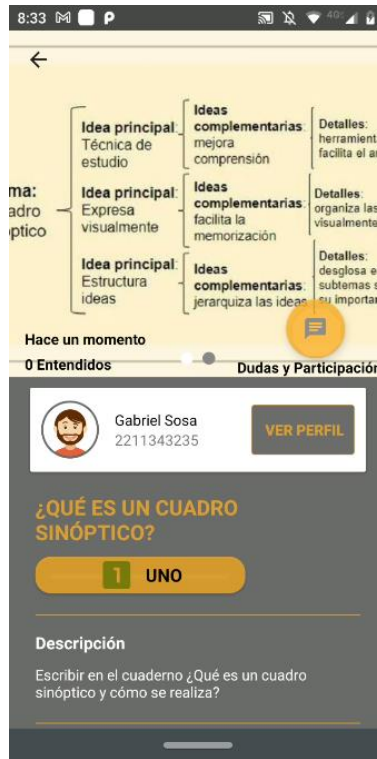 8:33
Idea principal:
Técnica de
estudio
Ideas
complementarias:
mejora
comprensión
Detalles:
facilita el
ma:
adro
óptico
Idea principal:
Expresa
visualmente
Ideas
complementarias:
facilita la
memorización
Detalles:
organiza las
visualmente
Idea principal:
Estructura
ideas
Ideas
complementarias:
jerarquiza las ideas
Detalles:
desglosa e
subtemas s
su importan
Hace un momento
0 Entendidos
Dudas y Participación
Gabriel Sosa
2211343235
VER PERFIL
¿QUÉ ES UN CUADRO
SINÓPTICO?
1 UNO
Descripción
Escribir en el cuaderno ¿Qué es un cuadro
sinóptico y cómo se realiza?